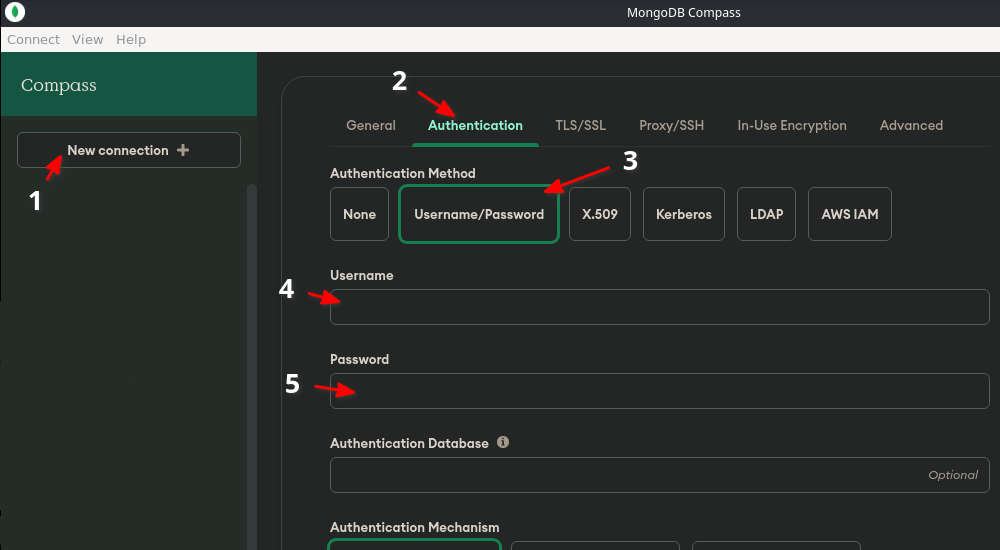 MongoDB Compass
Connect View Help
Compass
New connection
1
2
General Authentication TLS/SSL Proxy/SSH In-Use Encryption Advanced
3
Authentication Method
None Username/Password X.509 Kerberos LDAP AWS IAM
Username
4
Password
5
Authentication Database
Optional
Authentication Mechanism